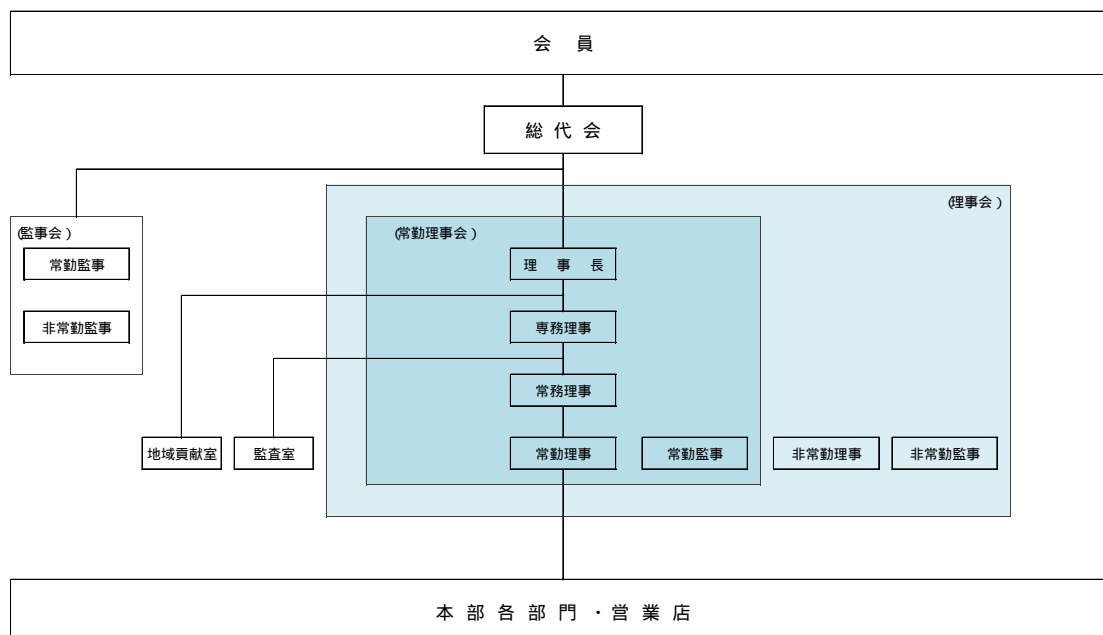 会 員
総 代 会
(理事会)
(監事会)
(常勤理事会)
常勤監事
理 事 長
非常勤監事
専務理事
常務理事
地域貢献室
監査室
常勤理事
常勤監事
非常勤理事
非常勤監事
本 部 各 部 門 ・ 営 業 店